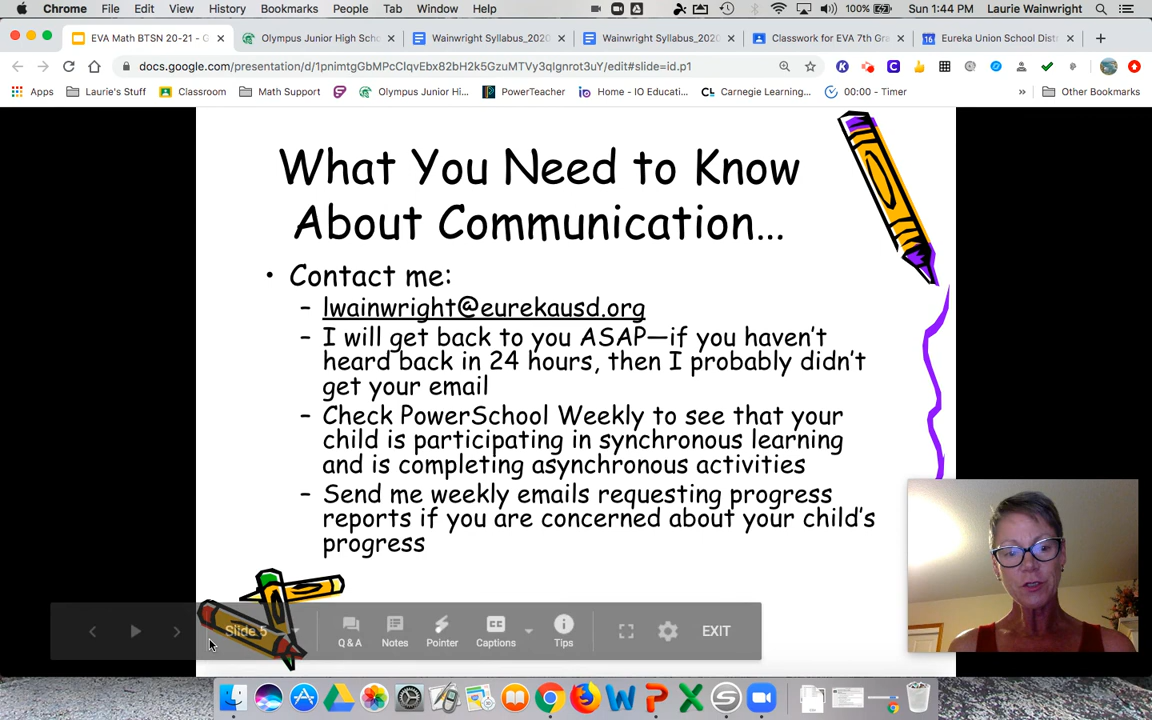 Chrome File Edit View History Bookmarks People Tab Window Help 100% Sun 1:44 PM Laurie Wainwright
EVA Math BTSN 20-21 - G Olympus Junior High Scho Wainwright Syllabus_2020 Wainwright Syllabus_2020 Classwork for EVA 7th Gra Eureka Union School Dist
docs.google.com/presentation/d/1pnimtgGbMPcClqvEbx82bH2k5GzuMTVy3qIgnrot3uY/edit#slide=id.p1
Apps Laurie's Stuff Classroom Math Support Olympus Junior Hi... PowerTeacher Home - IO Educati... Carnegie Learning... 00:00 - Timer » Other Bookmarks
What You Need to Know
About Communication...
• Contact me:
– lwainwright@eurekausd.org
– I will get back to you ASAP—if you haven't
heard back in 24 hours, then I probably didn't
get your email
– Check PowerSchool Weekly to see that your
child is participating in synchronous learning
and is completing asynchronous activities
– Send me weekly emails requesting progress
reports if you are concerned about your child's
progress
Slide 5 Q & A Notes Pointer Captions Tips EXIT